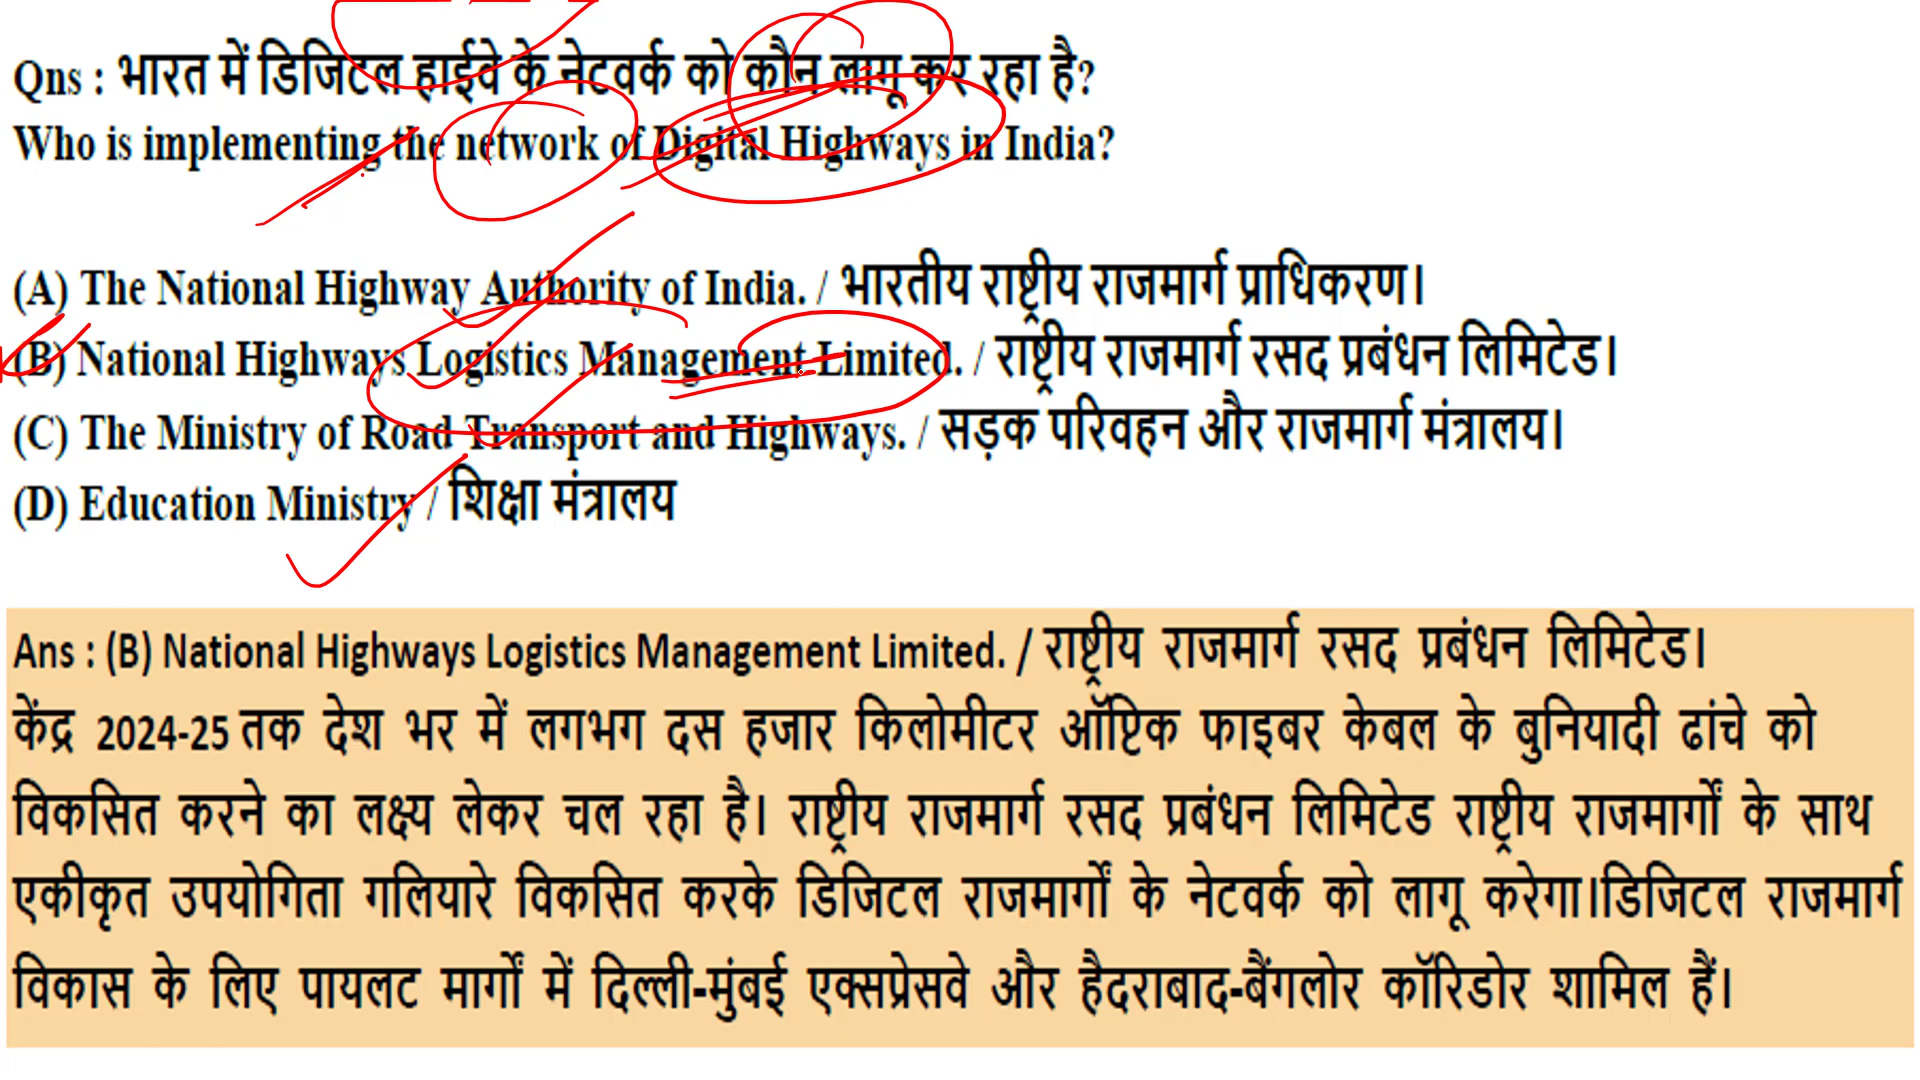 Qns : भारत में डिजिटल हाईवे के नेटवर्क को कौन लागू कर रहा है?
Who is implementing the network of Digital Highways in India?
(A) The National Highway Authority of India. / भारतीय राष्ट्रीय राजमार्ग प्राधिकरण।
(B) National Highways Logistics Management Limited. / राष्ट्रीय राजमार्ग रसद प्रबंधन लिमिटेड।
(C) The Ministry of Road Transport and Highways. / सड़क परिवहन और राजमार्ग मंत्रालय।
(D) Education Ministry / शिक्षा मंत्रालय
Ans : (B) National Highways Logistics Management Limited. / राष्ट्रीय राजमार्ग रसद प्रबंधन लिमिटेड।
केंद्र 2024-25 तक देश भर में लगभग दस हजार किलोमीटर ऑप्टिक फाइबर केबल के बुनियादी ढांचे को
विकसित करने का लक्ष्य लेकर चल रहा है। राष्ट्रीय राजमार्ग रसद प्रबंधन लिमिटेड राष्ट्रीय राजमार्गों के साथ
एकीकृत उपयोगिता गलियारे विकसित करके डिजिटल राजमार्गों के नेटवर्क को लागू करेगा।डिजिटल राजमार्ग
विकास के लिए पायलट मार्गों में दिल्ली-मुंबई एक्सप्रेसवे और हैदराबाद-बैंगलोर कॉरिडोर शामिल हैं।